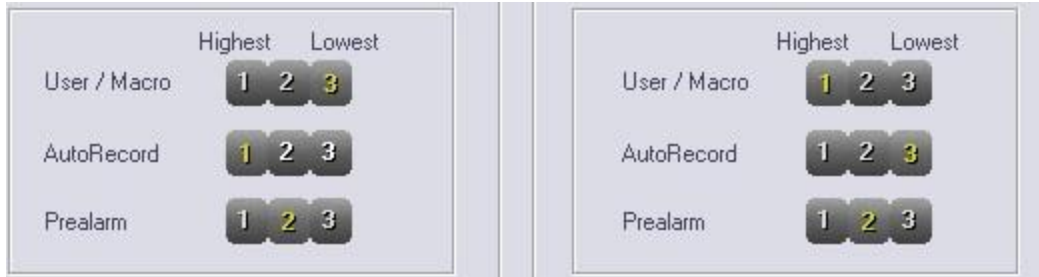 Highest Lowest
User / Macro 1 2 3
AutoRecord 1 2 3
Prealarm 1 2 3
Highest Lowest
User / Macro 1 2 3
AutoRecord 1 2 3
Prealarm 1 2 3